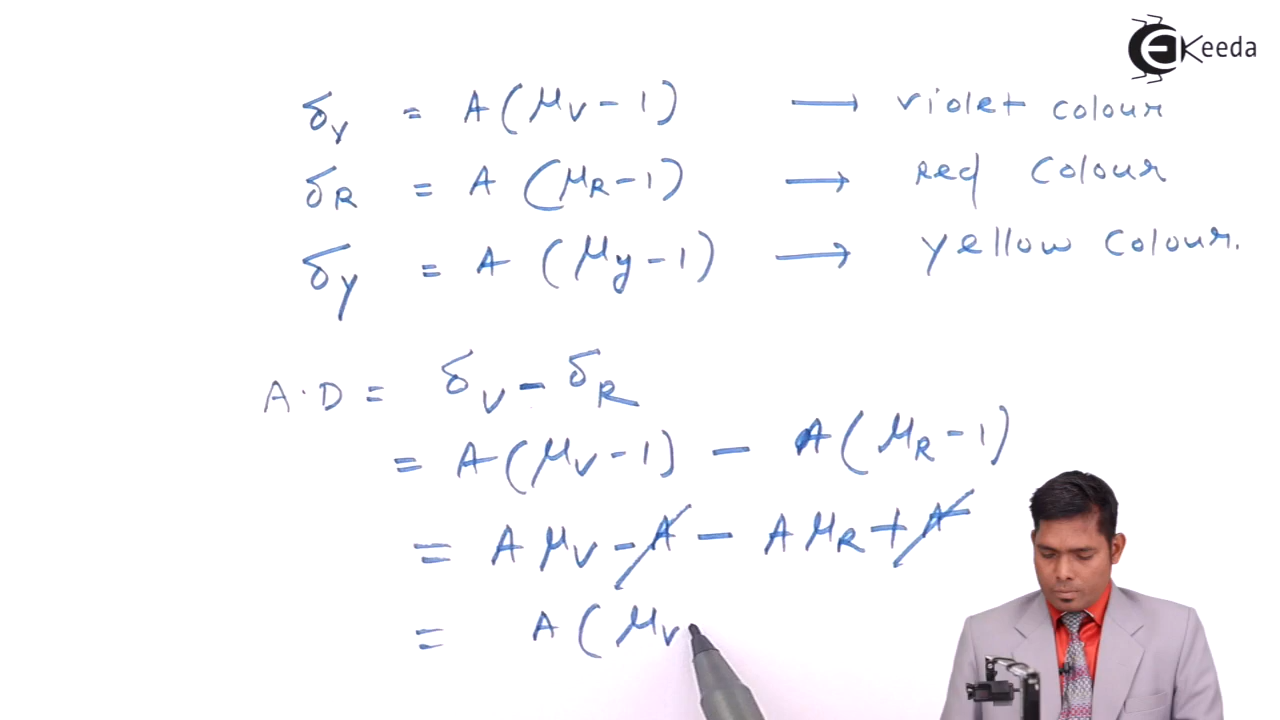 Keeda
δγ = A(μV-1) → violet colour
δR = A (μR-1) → Red Colour
δy = A (μy-1) → yellow colour.
A.D = δV - δR
= A(μV-1) - A(μR-1)
= AμV - A - AμR + A
= A(μV